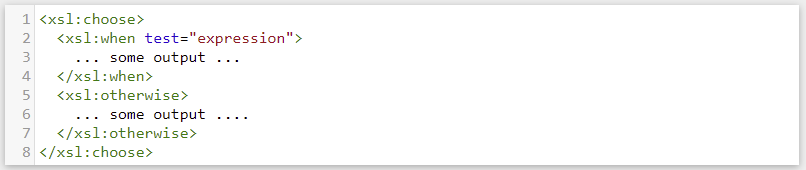 1 <xsl:choose>
2   <xsl:when test="expression">
3     ... some output ...
4   </xsl:when>
5   <xsl:otherwise>
6     ... some output ....
7   </xsl:otherwise>
8 </xsl:choose>